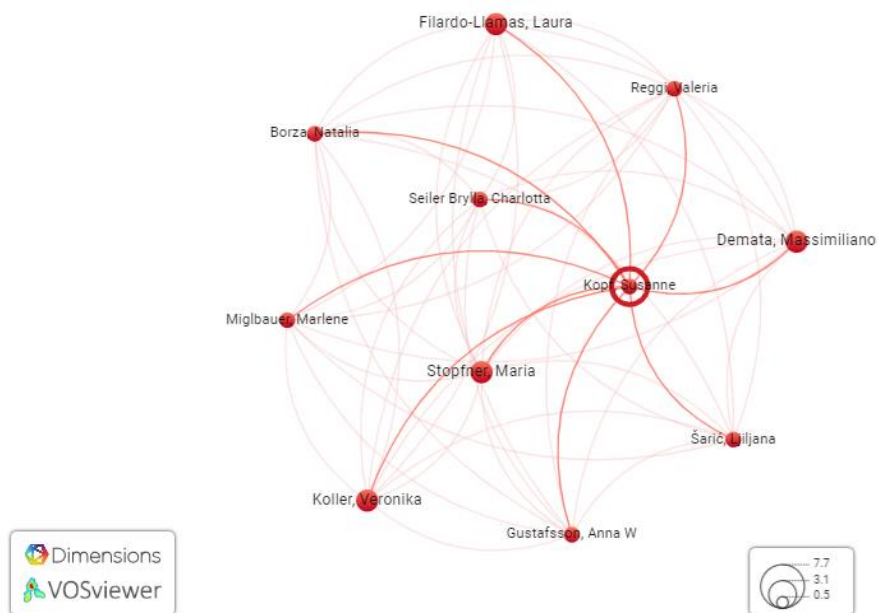 Filardo-Llamas, Laura
Reggi, Valeria
Borza, Natalia
Seiler Brylla, Charlotta
Demata, Massimiliano
Kopf, Susanne
Miglbauer, Marlene
Stopfner, Maria
Šarić, Ljiljana
Koller, Veronika
Gustafsson, Anna W
Dimensions
VOSviewer
7.7
3.1
0.5